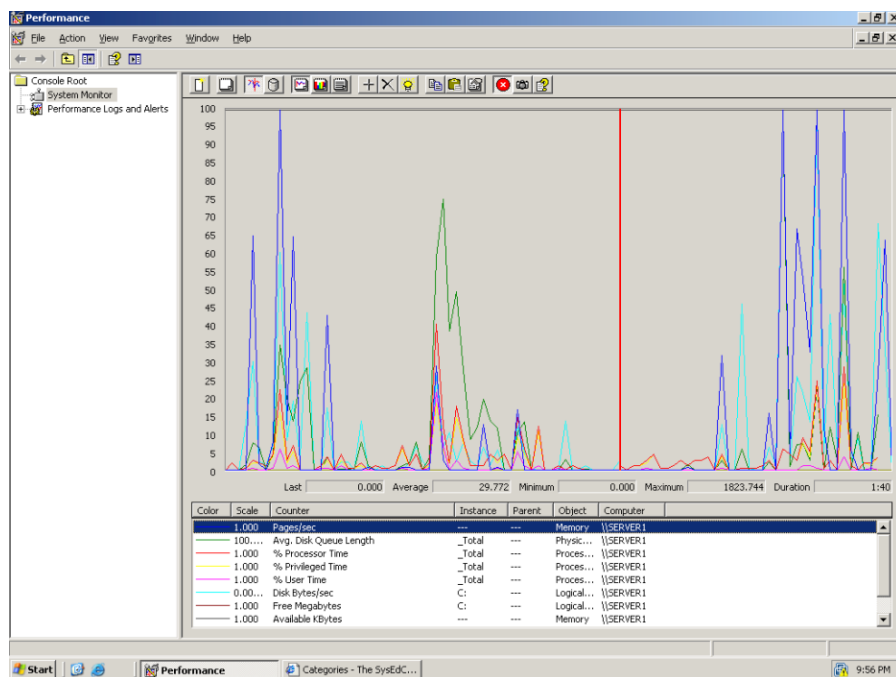 Performance
File Action View Favorites Window Help
Console Root
System Monitor
Performance Logs and Alerts
100
95
90
85
80
75
70
65
60
55
50
45
40
35
30
25
20
15
10
5
0
Last 0.000 Average 29.772 Minimum 0.000 Maximum 1823.744 Duration 1:40
Color Scale Counter Instance Parent Object Computer
1.000 Pages/sec --- --- Memory \\SERVER1
100.... Avg. Disk Queue Length _Total --- Physic... \\SERVER1
1.000 % Processor Time _Total --- Proces... \\SERVER1
1.000 % Privileged Time _Total --- Proces... \\SERVER1
1.000 % User Time _Total --- Proces... \\SERVER1
0.00... Disk Bytes/sec C: --- Logical... \\SERVER1
1.000 Free Megabytes C: --- Logical... \\SERVER1
1.000 Available KBytes --- --- Memory \\SERVER1
Start Performance Categories - The SysEdC... 9:56 PM